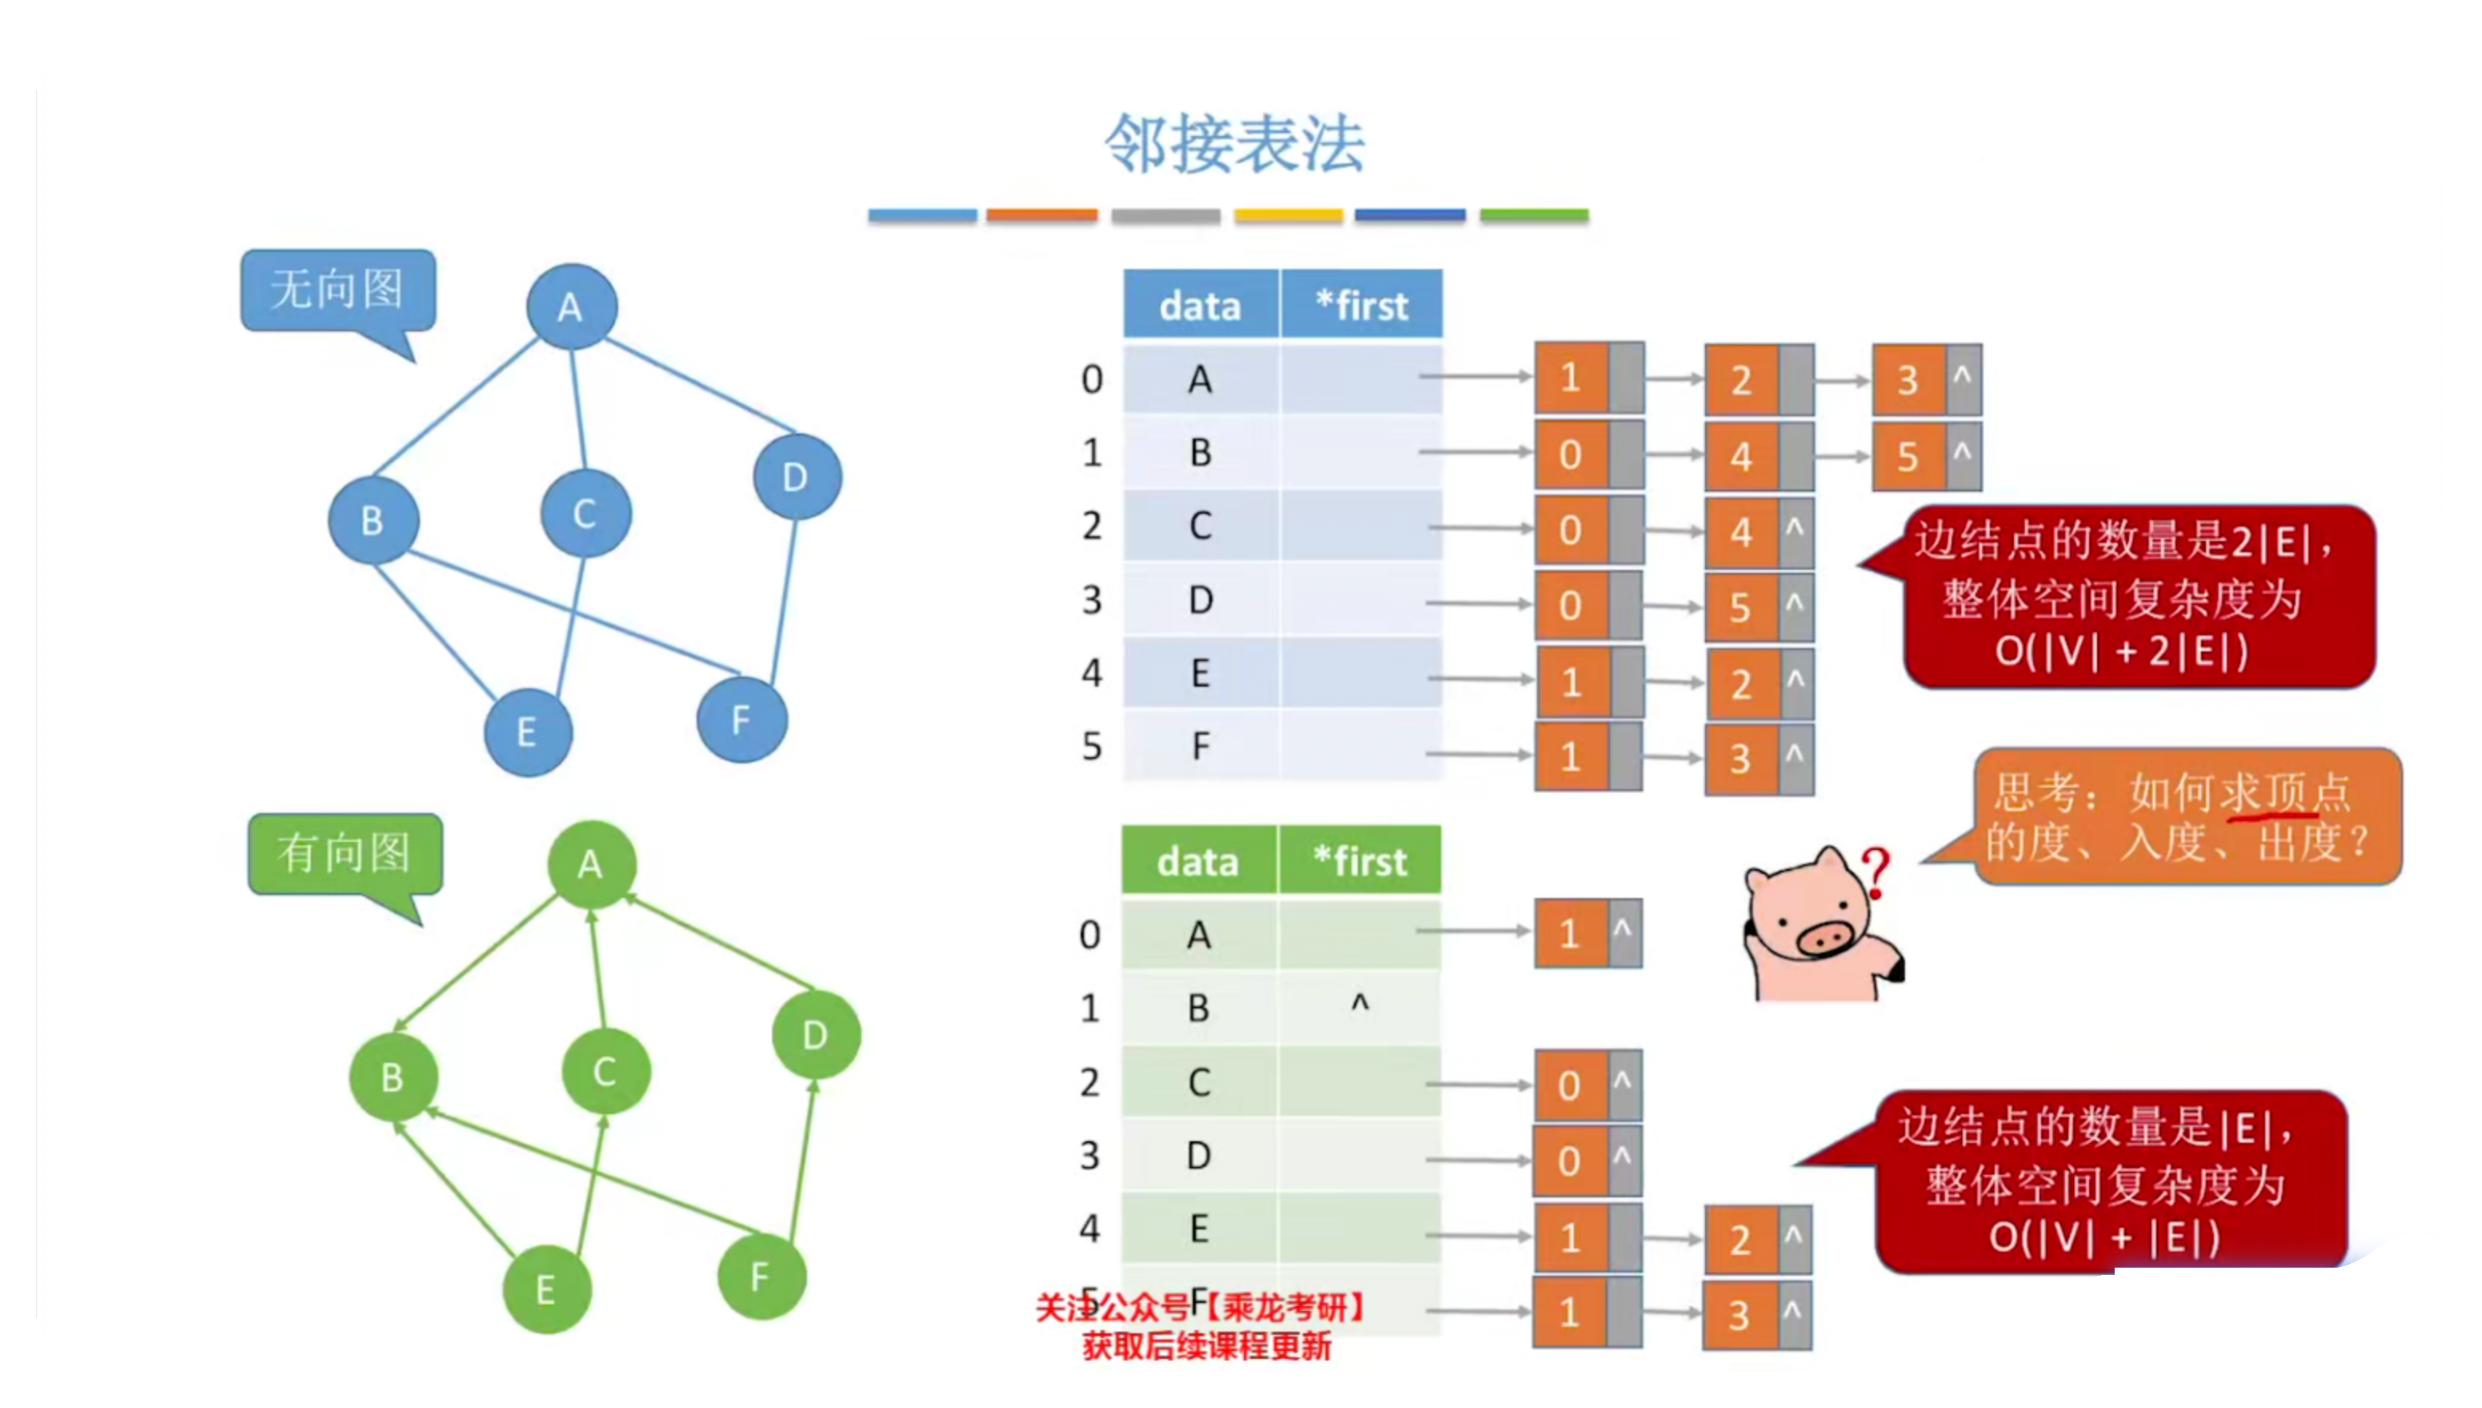 邻接表法
无向图
A
B
C
D
E
F
data *first
0 A 1 2 3 ^
1 B 0 4 5 ^
2 C 0 4 ^
3 D 0 5 ^
4 E 1 2 ^
5 F 1 3 ^
边结点的数量是2|E|，
整体空间复杂度为
O(|V| + 2|E|)
思考：如何求顶点
的度、入度、出度？
?
有向图
A
B
C
D
E
F
data *first
0 A 1 ^
1 B ^
2 C 0 ^
3 D 0 ^
4 E 1 2 ^
5 F 1 3 ^
边结点的数量是|E|，
整体空间复杂度为
O(|V| + |E|)
关注公众号【乘龙考研】
获取后续课程更新